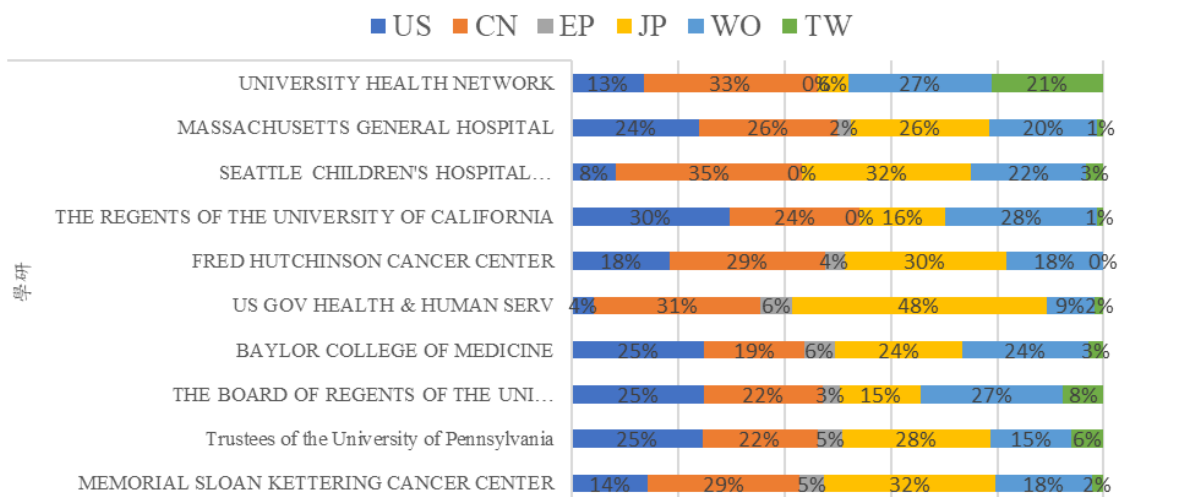 US CN EP JP WO TW
學研
UNIVERSITY HEALTH NETWORK 13% 33% 0% 6% 27% 21%
MASSACHUSETTS GENERAL HOSPITAL 24% 26% 2% 26% 20% 1%
SEATTLE CHILDREN'S HOSPITAL... 8% 35% 0% 32% 22% 3%
THE REGENTS OF THE UNIVERSITY OF CALIFORNIA 30% 24% 0% 16% 28% 1%
FRED HUTCHINSON CANCER CENTER 18% 29% 4% 30% 18% 0%
US GOV HEALTH & HUMAN SERV 4% 31% 6% 48% 9% 2%
BAYLOR COLLEGE OF MEDICINE 25% 19% 6% 24% 24% 3%
THE BOARD OF REGENTS OF THE UNI... 25% 22% 3% 15% 27% 8%
Trustees of the University of Pennsylvania 25% 22% 5% 28% 15% 6%
MEMORIAL SLOAN KETTERING CANCER CENTER 14% 29% 5% 32% 18% 2%